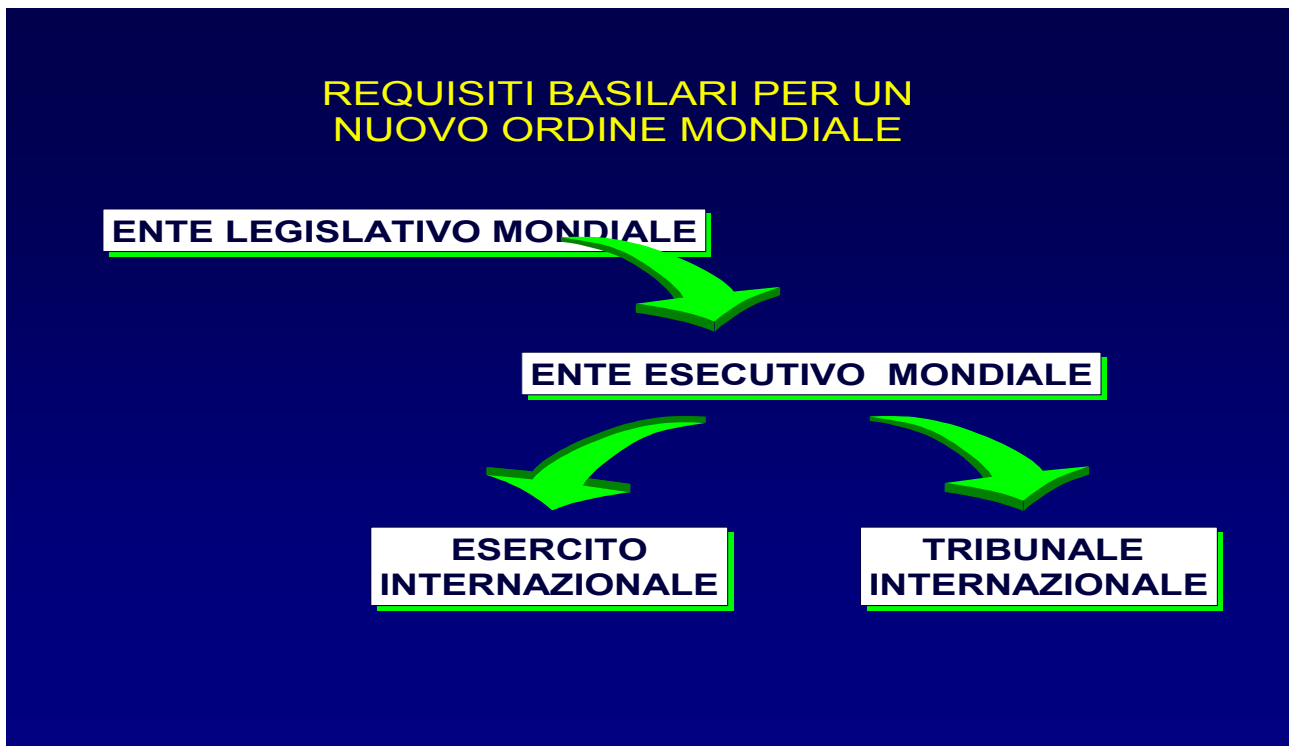 REQUISITI BASILARI PER UN
NUOVO ORDINE MONDIALE
ENTE LEGISLATIVO MONDIALE
ENTE ESECUTIVO MONDIALE
ESERCITO
INTERNAZIONALE
TRIBUNALE
INTERNAZIONALE